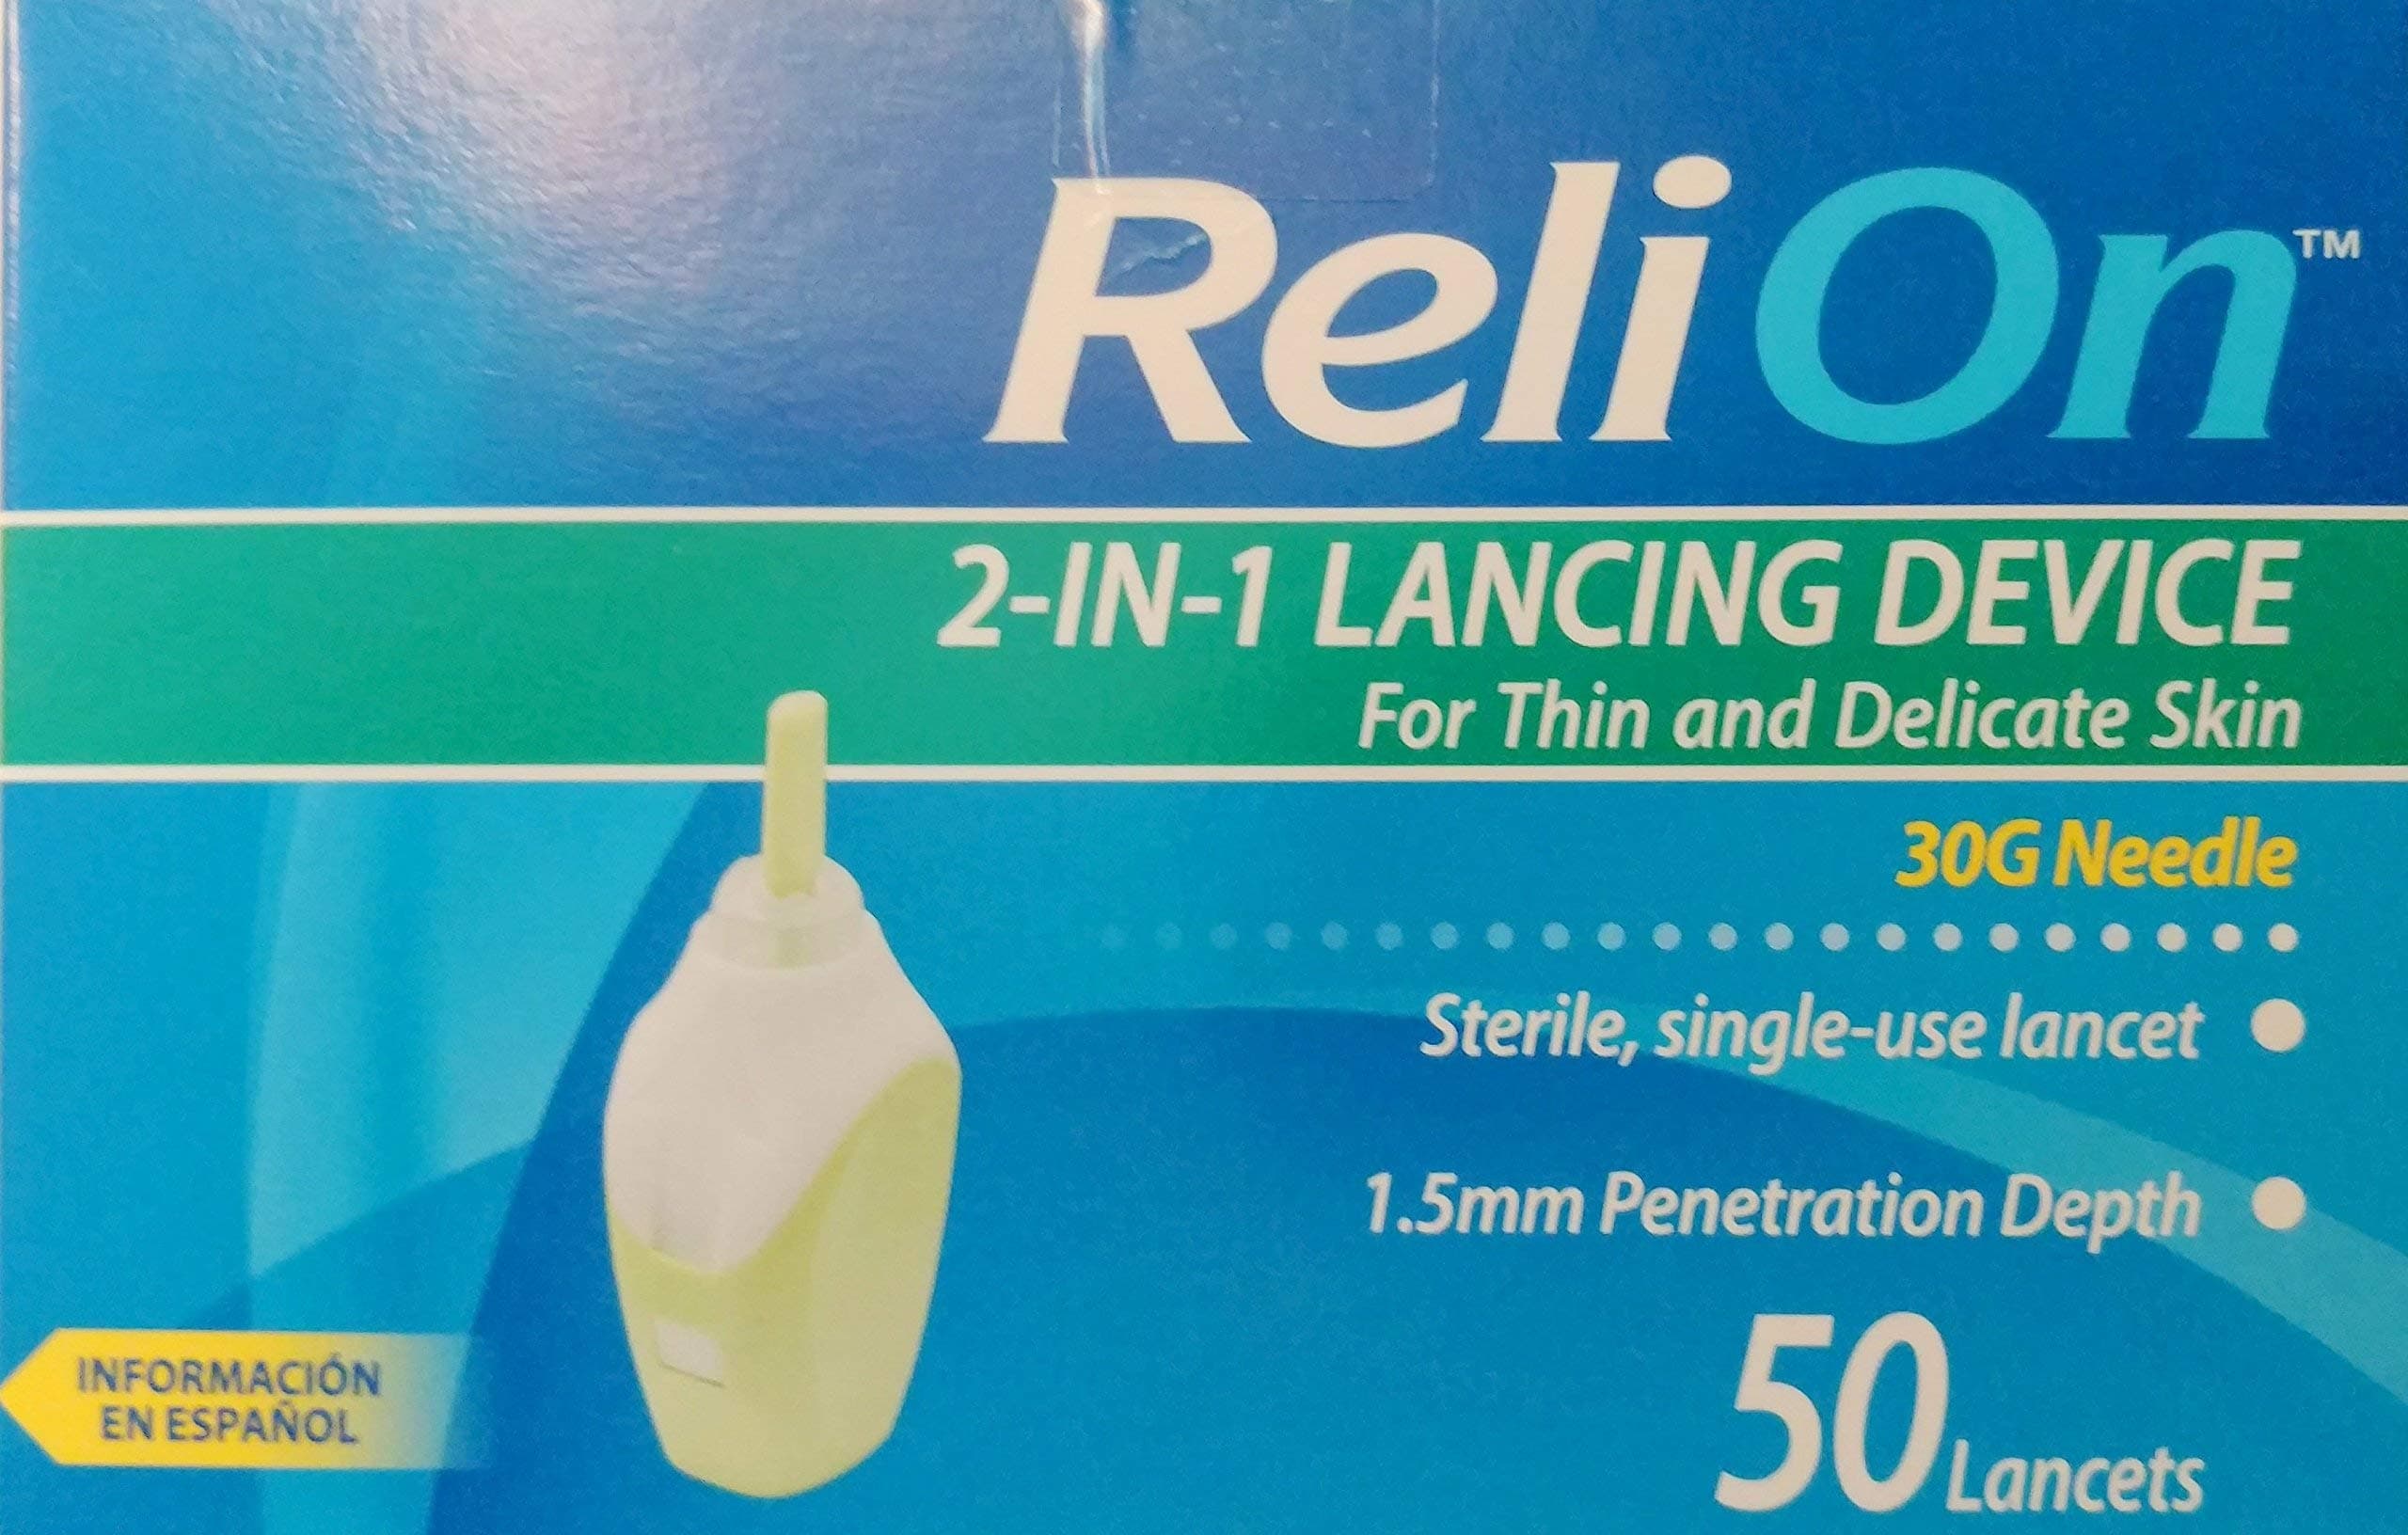 ReliOn™
2-IN-1 LANCING DEVICE
For Thin and Delicate Skin
30G Needle
Sterile, single-use lancet
1.5mm Penetration Depth
50 Lancets
INFORMACIÓN
EN ESPAÑOL